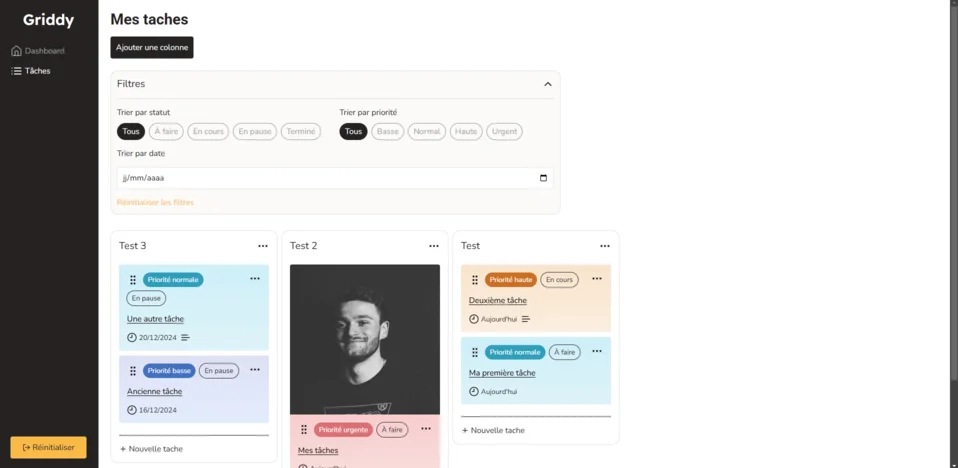 Griddy
Dashboard
Tâches
Réinitialiser
Mes taches
Ajouter une colonne
Filtres
Trier par statut
Tous À faire En cours En pause Terminé
Trier par priorité
Tous Basse Normal Haute Urgent
Trier par date
jj/mm/aaaa
Réinitialiser les filtres
Test 3
Priorité normale
En pause
Une autre tâche
20/12/2024
Priorité basse En pause
Ancienne tâche
16/12/2024
+ Nouvelle tache
Test 2
Priorité urgente À faire
Mes tâches
Aujourd'hui
Test
Priorité haute En cours
Deuxième tâche
Aujourd'hui
Priorité normale À faire
Ma première tâche
Aujourd'hui
+ Nouvelle tache